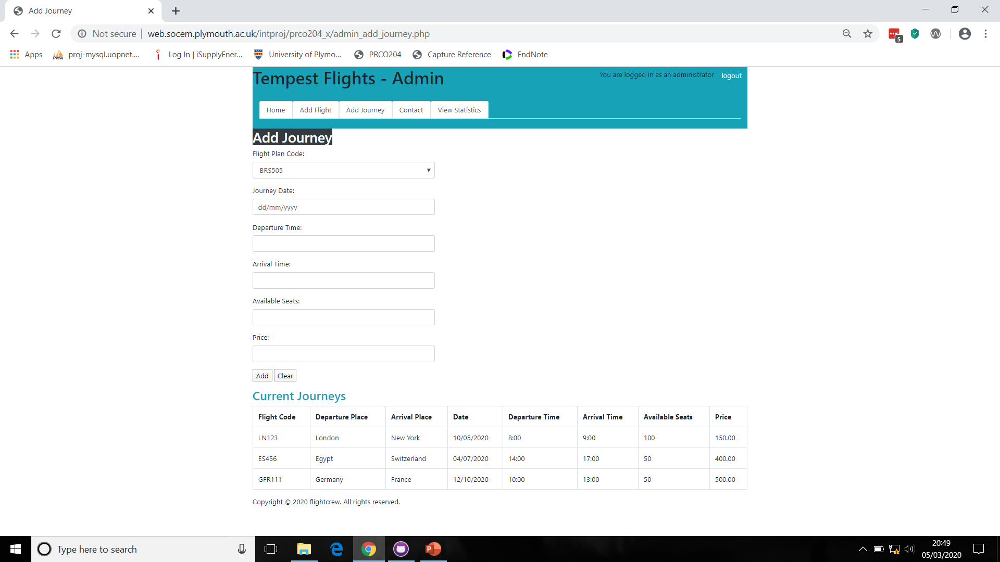 Add Journey
Not secure | web.socem.plymouth.ac.uk/intproj/prco204_x/admin_add_journey.php
5
Apps PMA proj-mysql.uopnet.... Log In | iSupplyEner... University of Plymo... PRCO204 Capture Reference EndNote
Tempest Flights - Admin
You are logged in as an administrator logout
Home Add Flight Add Journey Contact View Statistics
Add Journey
Flight Plan Code:
BRS505
Journey Date:
dd/mm/yyyy
Departure Time:
Arrival Time:
Available Seats:
Price:
Add Clear
Current Journeys
Flight Code Departure Place Arrival Place Date Departure Time Arrival Time Available Seats Price
LN123 London New York 10/05/2020 8:00 9:00 100 150.00
ES456 Egypt Switzerland 04/07/2020 14:00 17:00 50 400.00
GFR111 Germany France 12/10/2020 10:00 13:00 50 500.00
Copyright © 2020 flightcrew. All rights reserved.
Type here to search
20:49
05/03/2020